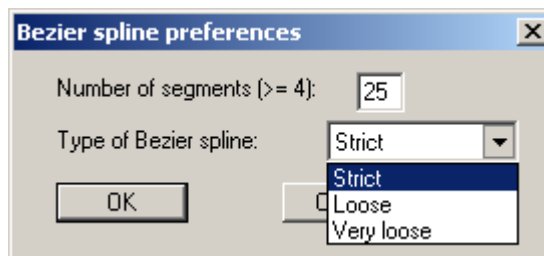 Bezier spline preferences
Number of segments (>= 4): 25
Type of Bezier spline: Strict
Strict
Loose
Very loose
OK